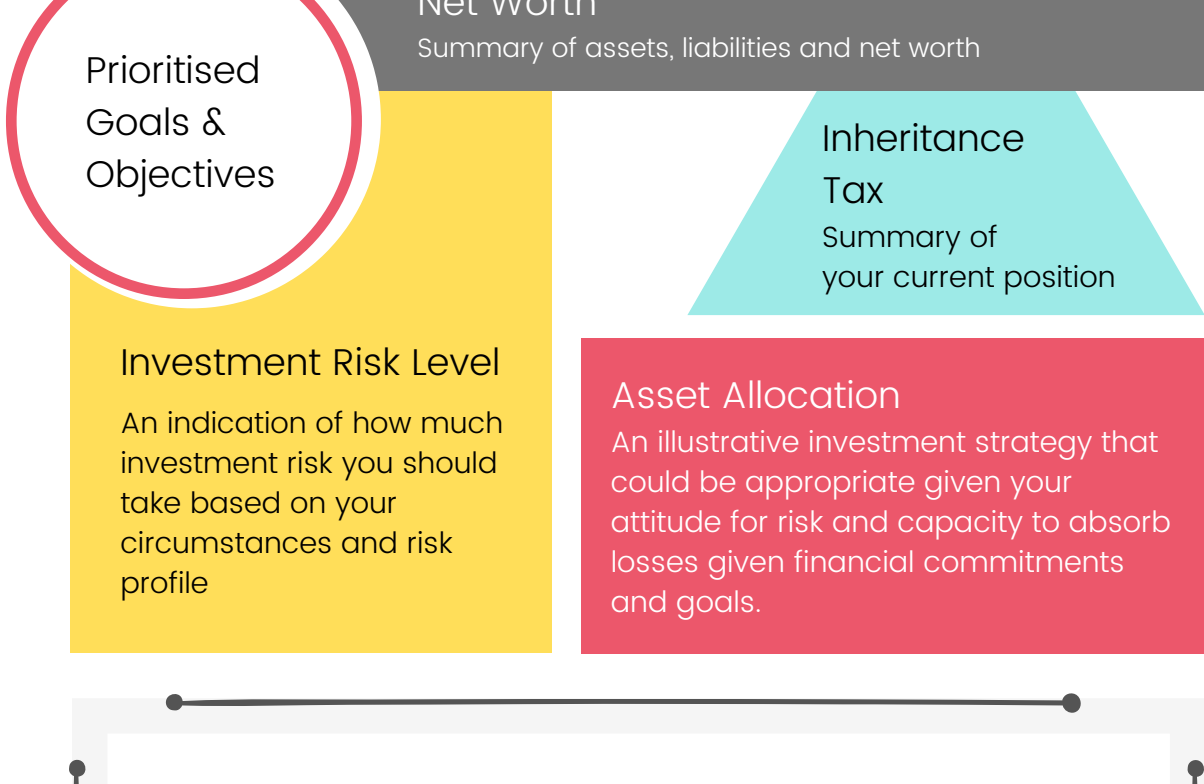 Net Worth
Summary of assets, liabilities and net worth
Prioritised
Goals &
Objectives
Inheritance
Tax
Summary of
your current position
Investment Risk Level
An indication of how much
investment risk you should
take based on your
circumstances and risk
profile
Asset Allocation
An illustrative investment strategy that
could be appropriate given your
attitude for risk and capacity to absorb
losses given financial commitments
and goals.